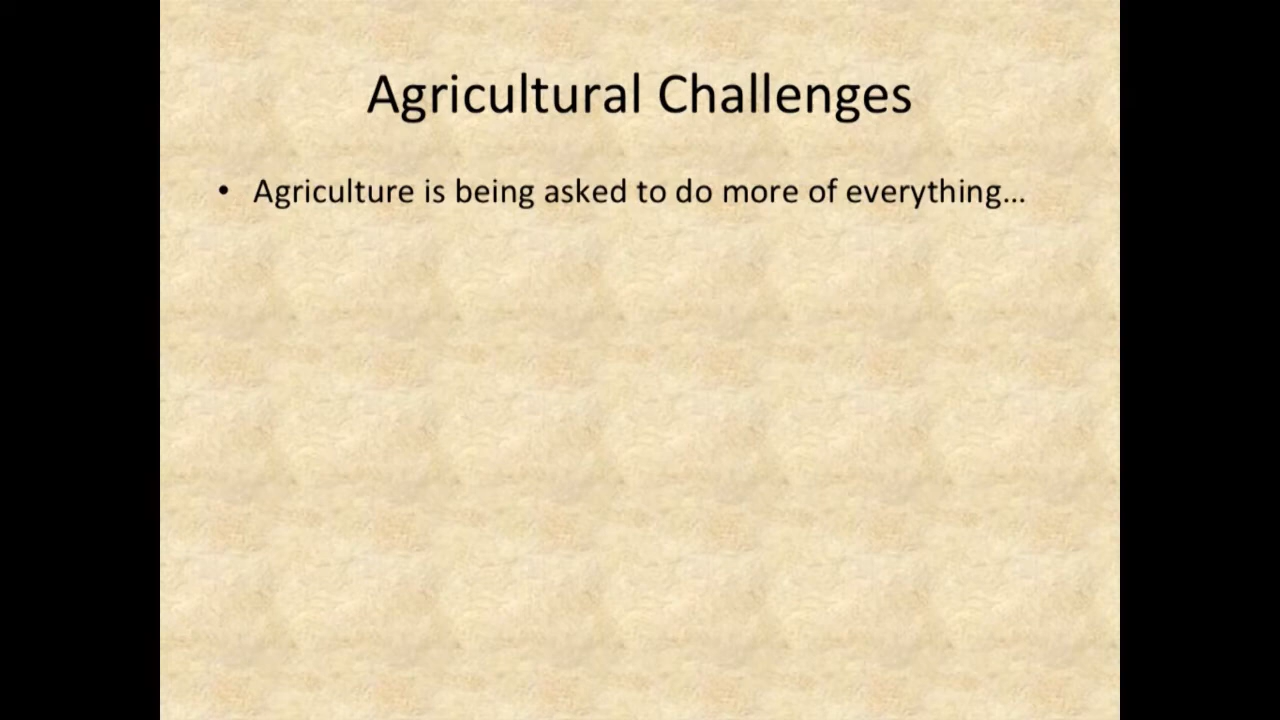 Agricultural Challenges
• Agriculture is being asked to do more of everything…